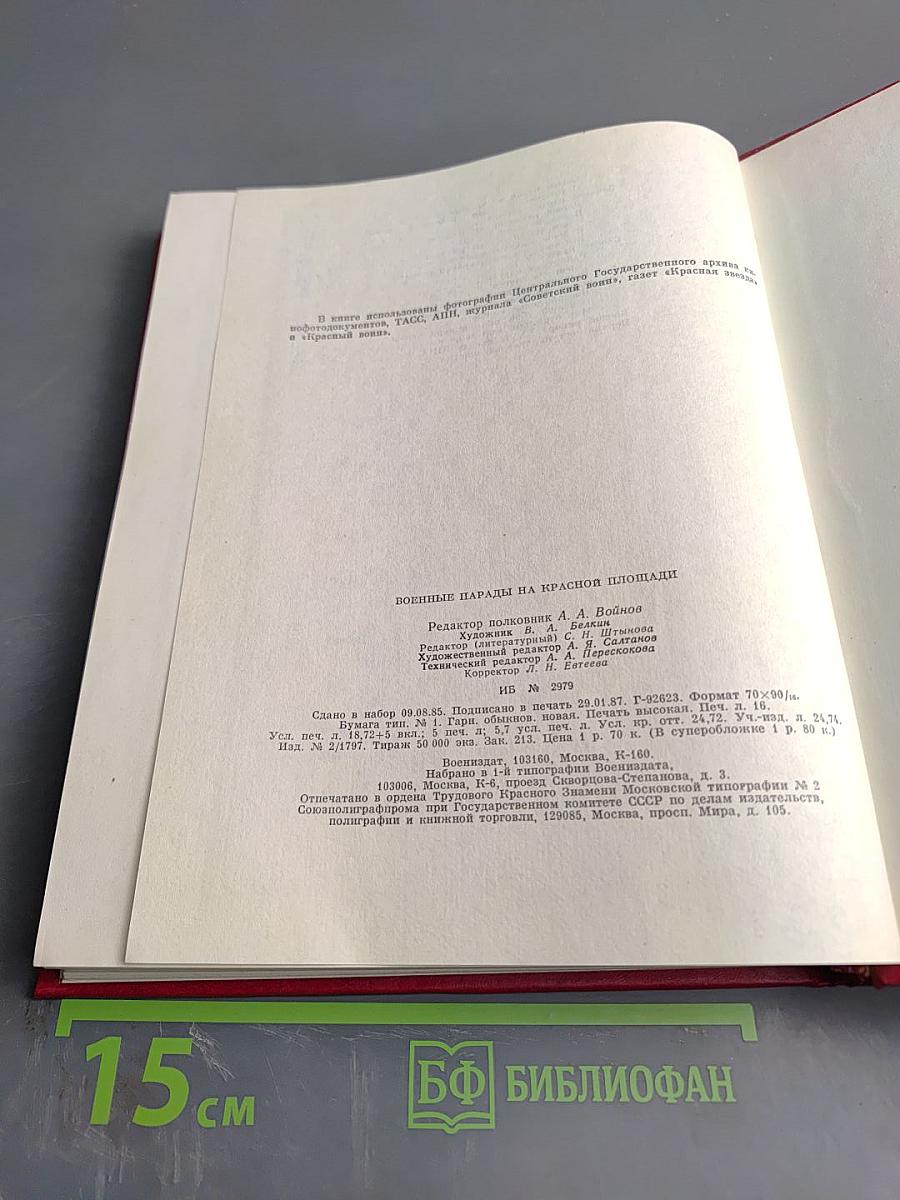 В книге использованы фотографии Центрального Государственного архива ки-
нофотодокументов, ТАСС, АПН, журнала «Советский воин», газет «Красная звезда»
и «Красный воин».
ВОЕННЫЕ ПАРАДЫ НА КРАСНОЙ ПЛОЩАДИ
Редактор полковник А. А. Войнов
Художник В. А. Белкин
Редактор (литературный) С. Н. Штынова
Художественный редактор А. Я. Салтанов
Технический редактор А. А. Перескокова
Корректор Л. Н. Евтеева
ИБ № 2979
Сдано в набор 09.08.85. Подписано в печать 29.01.87. Г-92623. Формат 70×90/16.
Бумага тип. № 1. Гарн. обыкнов. новая. Печать высокая. Печ. л. 16.
Усл. печ. л. 18,72+5 вкл.; 5 печ. л; 5,7 усл. печ. л. Усл. кр. отт. 24,72. Уч.-изд. л. 24,74.
Изд. № 2/1797. Тираж 50 000 экз. Зак. 213. Цена 1 р. 70 к. (В суперобложке 1 р. 80 к.)
Воениздат, 103160, Москва, К-160.
Набрано в 1-й типографии Воениздата,
103006, Москва, К-6, проезд Скворцова-Степанова, д. 3.
Отпечатано в ордена Трудового Красного Знамени Московской типографии № 2
Союзполиграфпрома при Государственном комитете СССР по делам издательств,
полиграфии и книжной торговли, 129085, Москва, просп. Мира, д. 105.
15 см
БФ БИБЛИОФАН